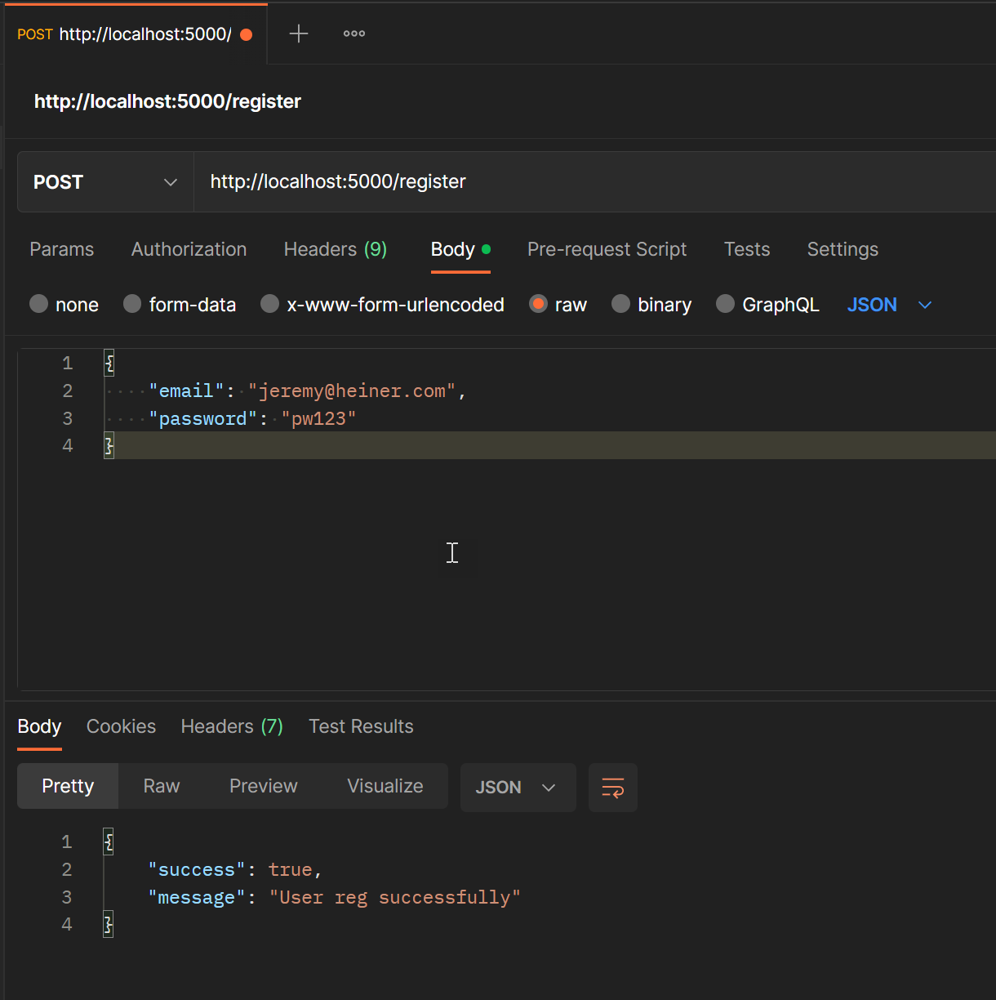 POST http://localhost:5000/
http://localhost:5000/register
POST http://localhost:5000/register
Params Authorization Headers (9) Body Pre-request Script Tests Settings
none form-data x-www-form-urlencoded raw binary GraphQL JSON
1 {
2 "email": "jeremy@heiner.com",
3 "password": "pw123"
4 }
Body Cookies Headers (7) Test Results
Pretty Raw Preview Visualize JSON
1 {
2 "success": true,
3 "message": "User reg successfully"
4 }